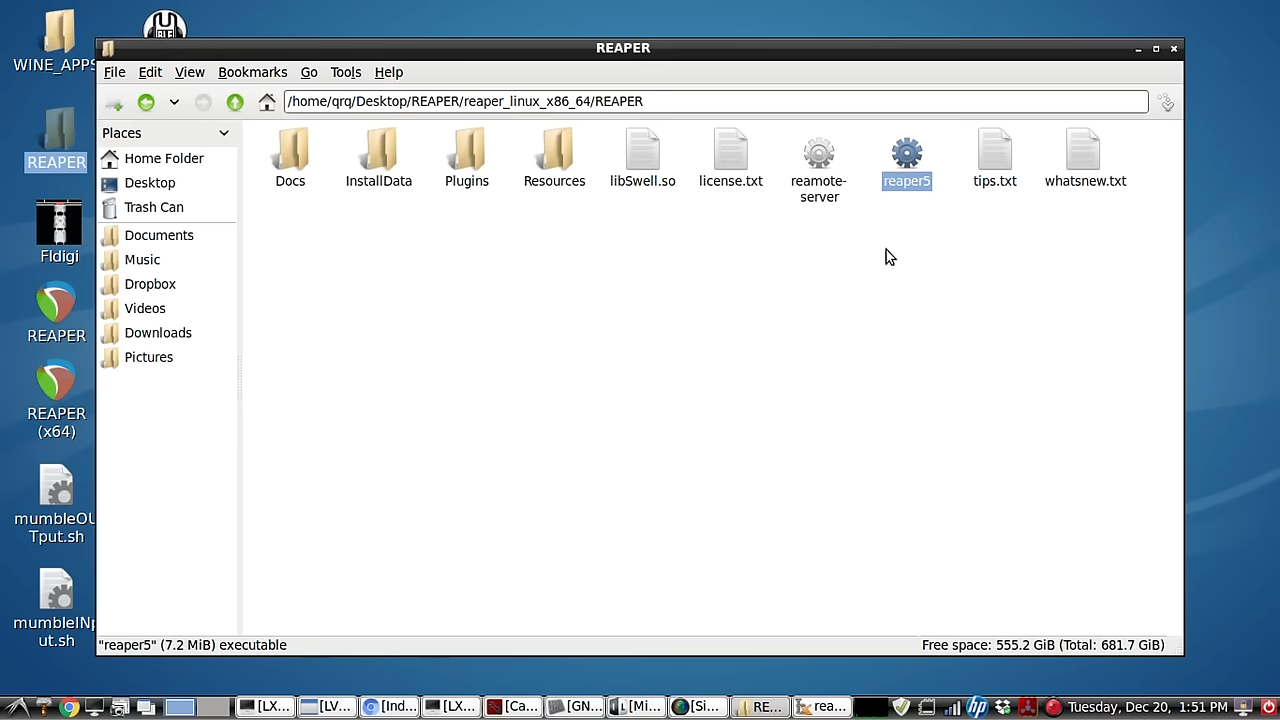 WINE_APPS
REAPER
Fldigi
REAPER
REAPER
(x64)
mumbleOU
Tput.sh
mumbleINp
ut.sh
REAPER
File Edit View Bookmarks Go Tools Help
/home/qrq/Desktop/REAPER/reaper_linux_x86_64/REAPER
Places
Home Folder
Desktop
Trash Can
Documents
Music
Dropbox
Videos
Downloads
Pictures
Docs InstallData Plugins Resources libSwell.so license.txt reamote-
server
reaper5 tips.txt whatsnew.txt
"reaper5" (7.2 MiB) executable
Free space: 555.2 GiB (Total: 681.7 GiB)
[LX... [LV... [Ind... [LX... [Ca... [GN... [Mi... [Si... RE... rea... hp Tuesday, Dec 20, 1:51 PM